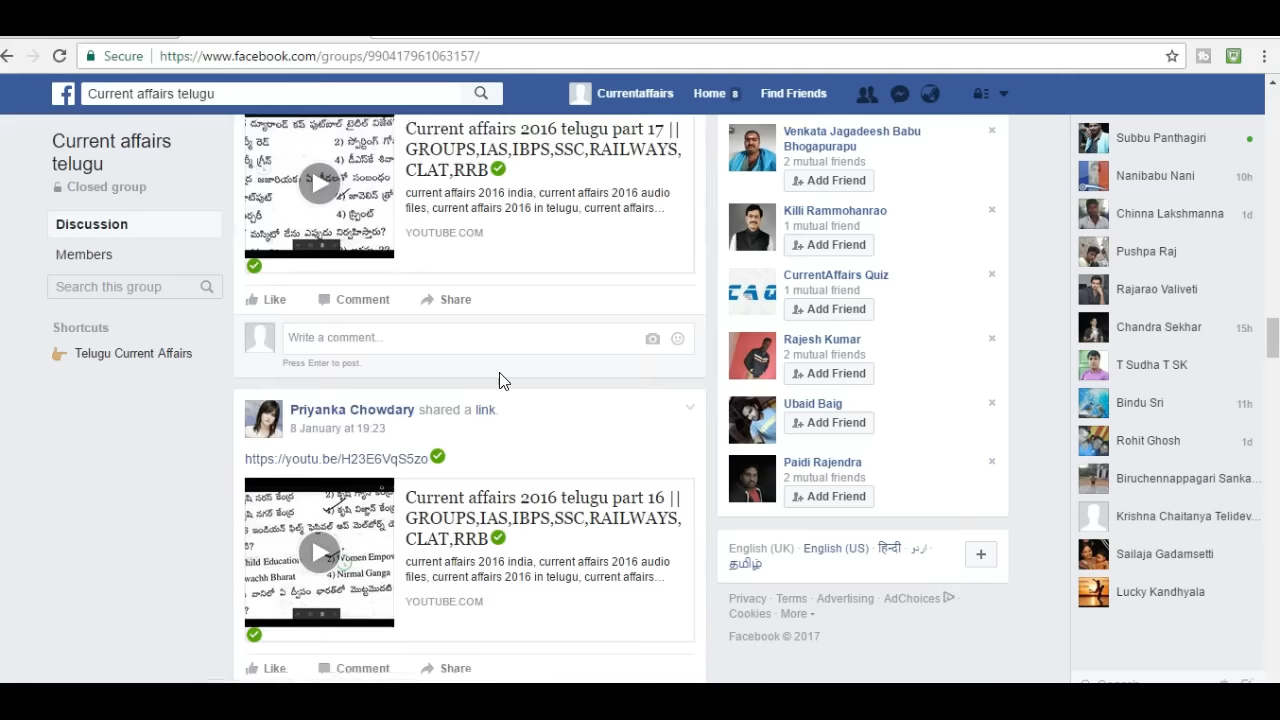 Secure https://www.facebook.com/groups/990417961063157/
Current affairs telugu
Currentaffairs Home 8 Find Friends
Current affairs
telugu
Closed group
Discussion
Members
Search this group
Shortcuts
Telugu Current Affairs
Current affairs 2016 telugu part 17 ||
GROUPS,IAS,IBPS,SSC,RAILWAYS,
CLAT,RRB
current affairs 2016 india, current affairs 2016 audio
files, current affairs 2016 in telugu, current affairs...
YOUTUBE.COM
Like Comment Share
Write a comment...
Press Enter to post.
Priyanka Chowdary shared a link.
8 January at 19:23
https://youtu.be/H23E6VqS5zo
Current affairs 2016 telugu part 16 ||
GROUPS,IAS,IBPS,SSC,RAILWAYS,
CLAT,RRB
current affairs 2016 india, current affairs 2016 audio
files, current affairs 2016 in telugu, current affairs...
YOUTUBE.COM
4) Nirmal Ganga
Like Comment Share
Venkata Jagadeesh Babu
Bhogapurapu
2 mutual friends
Add Friend
Killi Rammohanrao
1 mutual friend
Add Friend
CurrentAffairs Quiz
1 mutual friend
Add Friend
Rajesh Kumar
2 mutual friends
Add Friend
Ubaid Baig
Add Friend
Paidi Rajendra
2 mutual friends
Add Friend
English (UK) · English (US) · हिन्दी · اردو ·
தமிழ்
Privacy · Terms · Advertising · AdChoices ·
Cookies · More
Facebook © 2017
Subbu Panthagiri
Nanibabu Nani 10h
Chinna Lakshmanna 1d
Pushpa Raj
Rajarao Valiveti
Chandra Sekhar 15h
T Sudha T SK
Bindu Sri 11h
Rohit Ghosh 1d
Biruchennappagari Sanka...
Krishna Chaitanya Telidev...
Sailaja Gadamsetti
Lucky Kandhyala